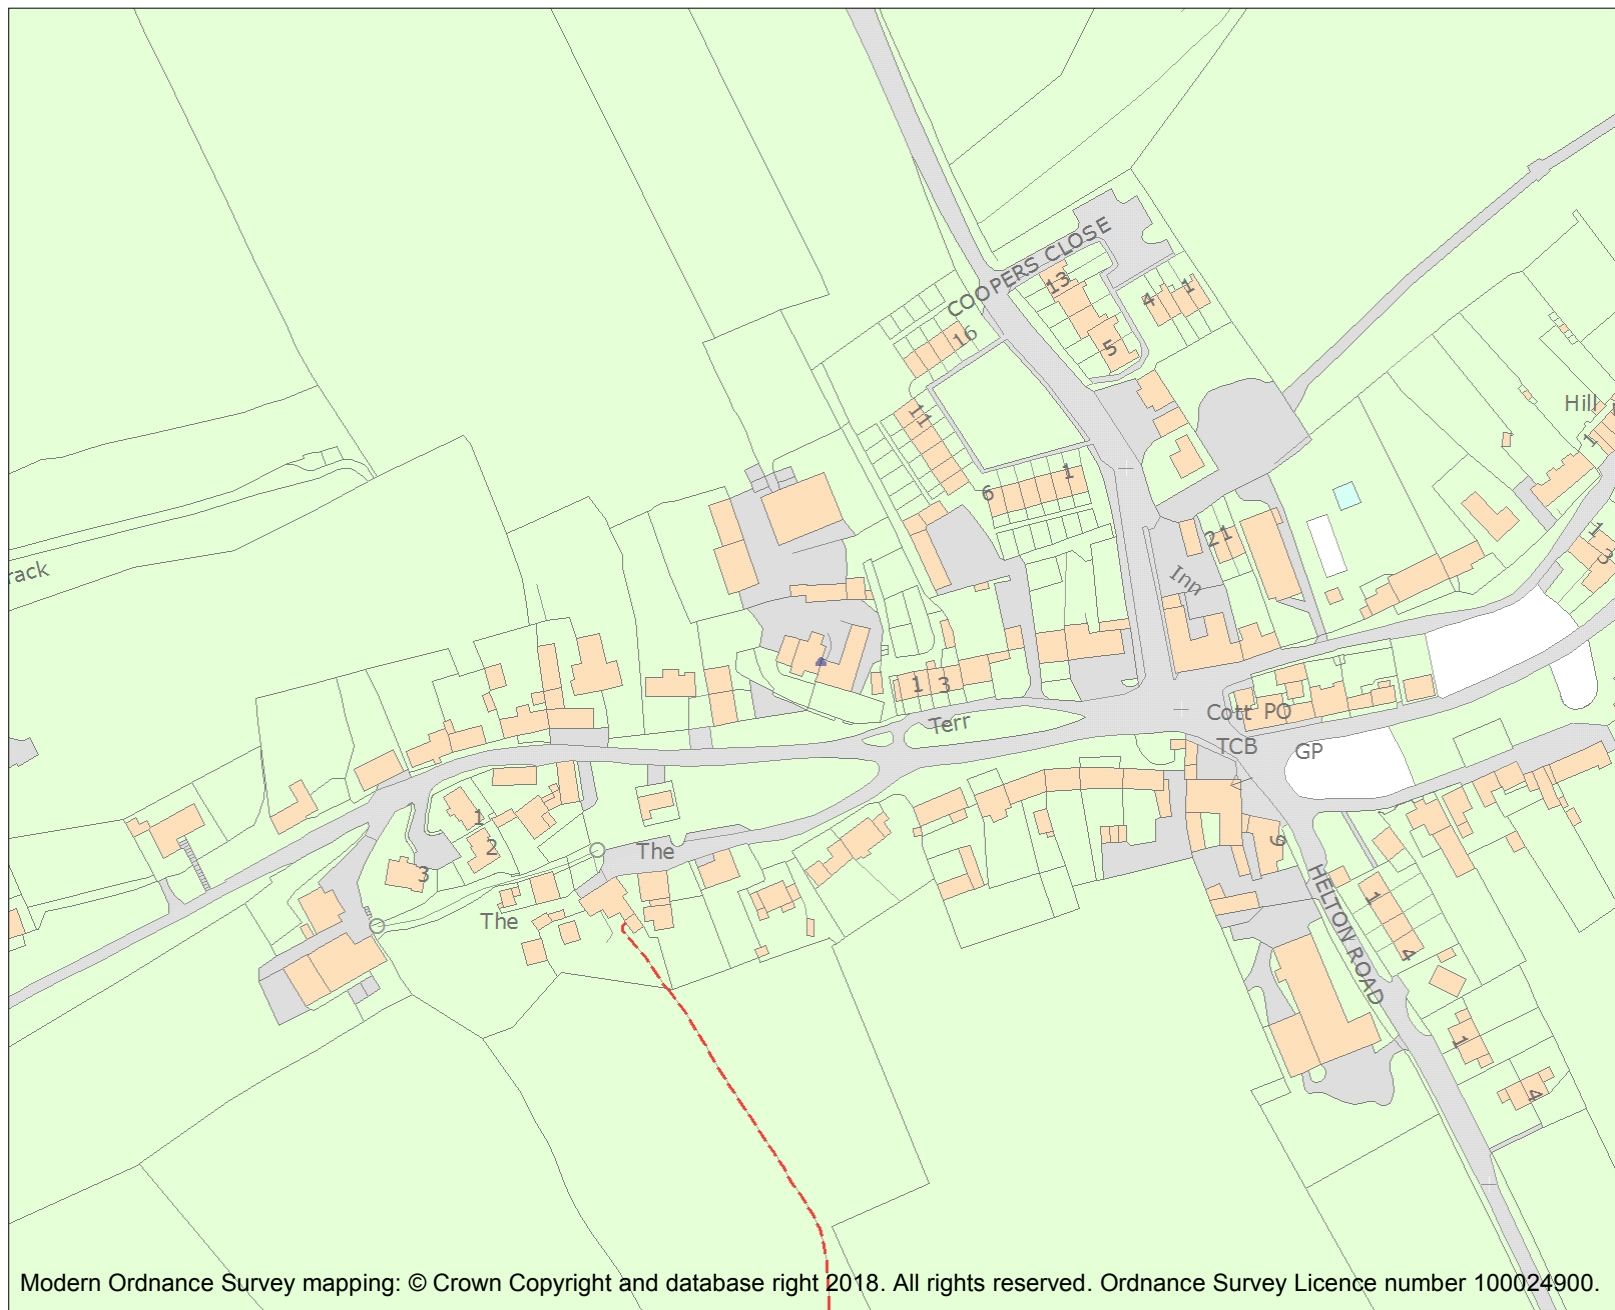 COOPERS CLOSE
13
4
1
16
5
11
Hill
1
6
1
rack
21
1
3
Inn
1
3
Terr
Cott
PO
TCB
GP
1
2
3
The
The
9
HELTON ROAD
1
4
1
4
Modern Ordnance Survey mapping: © Crown Copyright and database right 2018. All rights reserved. Ordnance Survey Licence number 100024900.